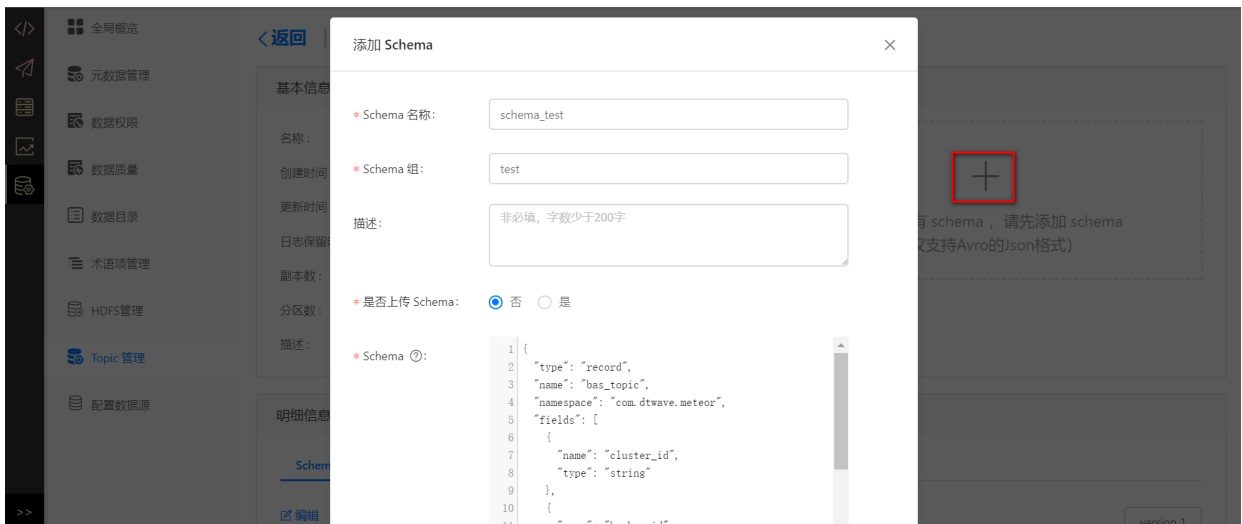 全局概览
元数据管理
数据权限
数据质量
数据目录
术语项管理
HDFS管理
Topic 管理
配置数据源
>>
返回
基本信息
名称：
创建时间
更新时间
日志保留
副本数：
分区数：
描述：
明细信息
Schem
编辑
添加 Schema
* Schema 名称：
schema_test
* Schema 组：
test
描述：
非必填，字数少于200字
* 是否上传 Schema：
否 是
* Schema ：
1 {
2 "type": "record",
3 "name": "bas_topic",
4 "namespace": "com.dtwave.meteor",
5 "fields": [
6 {
7 "name": "cluster_id",
8 "type": "string"
9 },
10 {
schema ，请先添加 schema
支持Avro的Json格式）
version 1